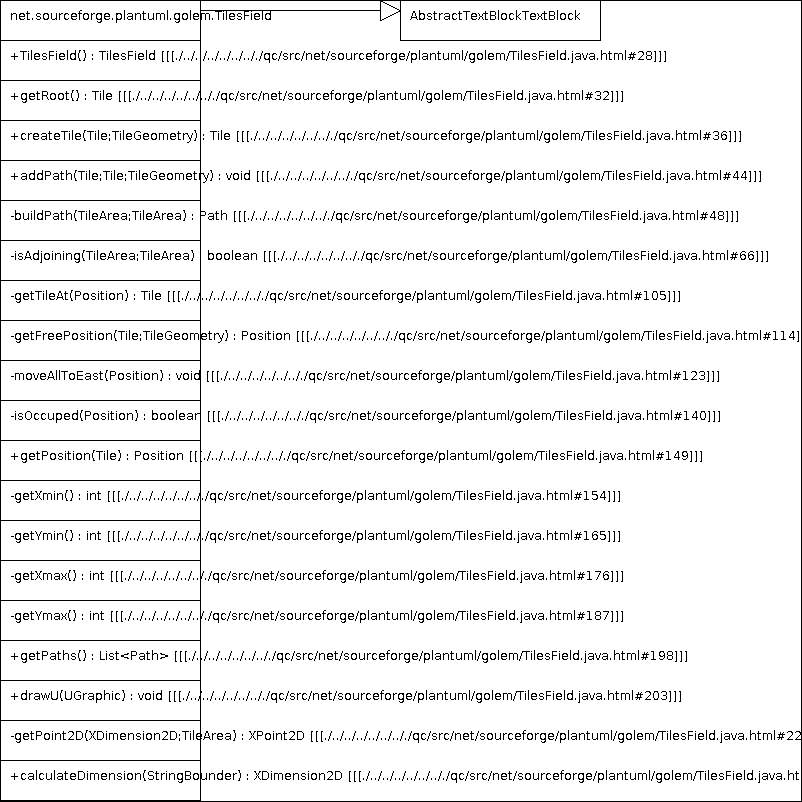 net.sourceforge.plantuml.golem.TilesField
AbstractTextBlockTextBlock
+TilesField() : TilesField [[[./../../../../../../../qc/src/net/sourceforge/plantuml/golem/TilesField.java.html#28]]]
+getRoot() : Tile [[[./../../../../../../../qc/src/net/sourceforge/plantuml/golem/TilesField.java.html#32]]]
+createTile(Tile;TileGeometry) : Tile [[[./../../../../../../../qc/src/net/sourceforge/plantuml/golem/TilesField.java.html#36]]]
+addPath(Tile;Tile;TileGeometry) : void [[[./../../../../../../../qc/src/net/sourceforge/plantuml/golem/TilesField.java.html#44]]]
-buildPath(TileArea;TileArea) : Path [[[./../../../../../../../qc/src/net/sourceforge/plantuml/golem/TilesField.java.html#48]]]
-isAdjoining(TileArea;TileArea) : boolean [[[./../../../../../../../qc/src/net/sourceforge/plantuml/golem/TilesField.java.html#66]]]
-getTileAt(Position) : Tile [[[./../../../../../../../qc/src/net/sourceforge/plantuml/golem/TilesField.java.html#105]]]
-getFreePosition(Tile;TileGeometry) : Position [[[./../../../../../../../qc/src/net/sourceforge/plantuml/golem/TilesField.java.html#114]
-moveAllToEast(Position) : void [[[./../../../../../../../qc/src/net/sourceforge/plantuml/golem/TilesField.java.html#123]]]
-isOccuped(Position) : boolean [[[./../../../../../../../qc/src/net/sourceforge/plantuml/golem/TilesField.java.html#140]]]
+getPosition(Tile) : Position [[[./../../../../../../../qc/src/net/sourceforge/plantuml/golem/TilesField.java.html#149]]]
-getXmin() : int [[[./../../../../../../../qc/src/net/sourceforge/plantuml/golem/TilesField.java.html#154]]]
-getYmin() : int [[[./../../../../../../../qc/src/net/sourceforge/plantuml/golem/TilesField.java.html#165]]]
-getXmax() : int [[[./../../../../../../../qc/src/net/sourceforge/plantuml/golem/TilesField.java.html#176]]]
-getYmax() : int [[[./../../../../../../../qc/src/net/sourceforge/plantuml/golem/TilesField.java.html#187]]]
+getPaths() : List<Path> [[[./../../../../../../../qc/src/net/sourceforge/plantuml/golem/TilesField.java.html#198]]]
+drawU(UGraphic) : void [[[./../../../../../../../qc/src/net/sourceforge/plantuml/golem/TilesField.java.html#203]]]
-getPoint2D(XDimension2D;TileArea) : XPoint2D [[[./../../../../../../../qc/src/net/sourceforge/plantuml/golem/TilesField.java.html#22
+calculateDimension(StringBounder) : XDimension2D [[[./../../../../../../../qc/src/net/sourceforge/plantuml/golem/TilesField.java.ht